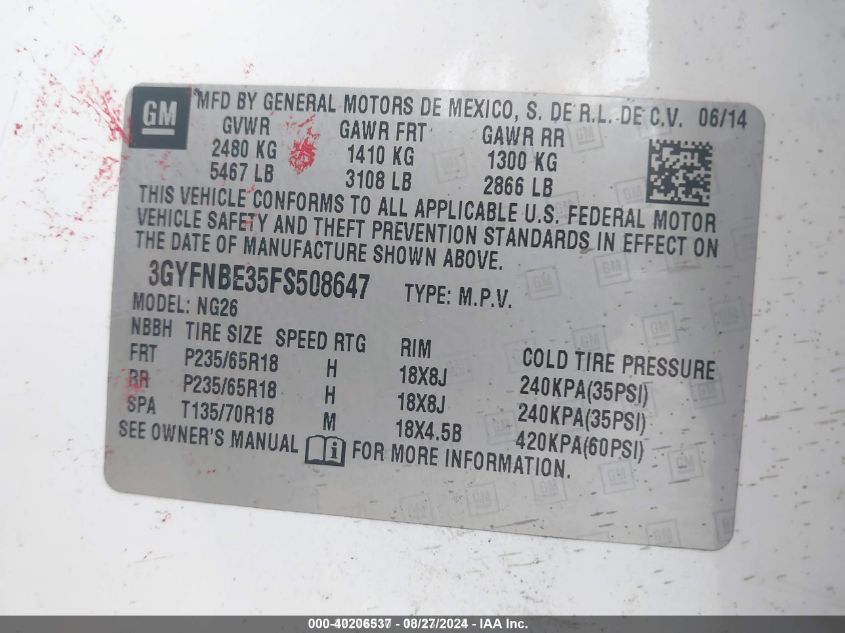 GM MFD BY GENERAL MOTORS DE MEXICO, S. DE R.L. DE C.V. 06/14
GVWR GAWR FRT GAWR RR
2480 KG 1410 KG 1300 KG
5467 LB 3108 LB 2866 LB
THIS VEHICLE CONFORMS TO ALL APPLICABLE U.S. FEDERAL MOTOR
VEHICLE SAFETY AND THEFT PREVENTION STANDARDS IN EFFECT ON
THE DATE OF MANUFACTURE SHOWN ABOVE.
3GYFNBE35FS508647 TYPE: M.P.V.
MODEL: NG26
NBBH TIRE SIZE SPEED RTG RIM COLD TIRE PRESSURE
FRT P235/65R18 H 18X8J 240KPA(35PSI)
RR P235/65R18 H 18X8J 240KPA(35PSI)
SPA T135/70R18 M 18X4.5B 420KPA(60PSI)
SEE OWNER'S MANUAL FOR MORE INFORMATION.
000-40206537 - 08/27/2024 - IAA Inc.